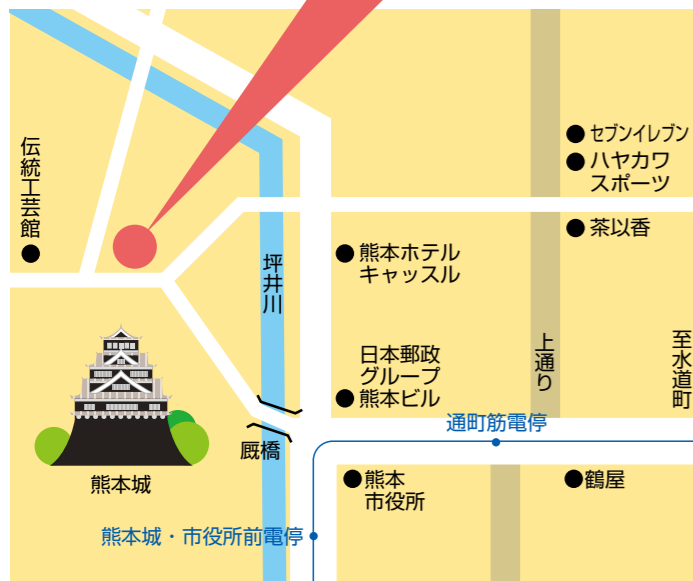 伝統工芸館
セブンイレブン
ハヤカワ
スポーツ
茶以香
坪井川
熊本ホテル
キャッスル
日本郵政
グループ
熊本ビル
上通り
至水道町
通町筋電停
厩橋
熊本城
熊本
市役所
鶴屋
熊本城・市役所前電停